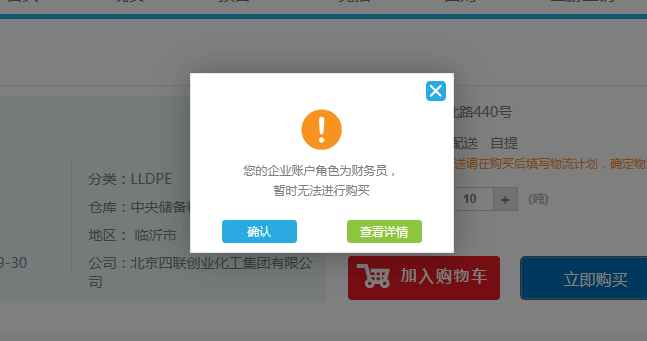 北路440号
配送 自提
送请在购买后填写物流计划，确定物
您的企业账户角色为财务员，
暂时无法进行购买
确认
查看详情
分类：LLDPE
仓库：中央储备
地区： 临沂市
9-30
公司：北京四联创业化工集团有限公
司
10 + (吨)
加入购物车
立即购买